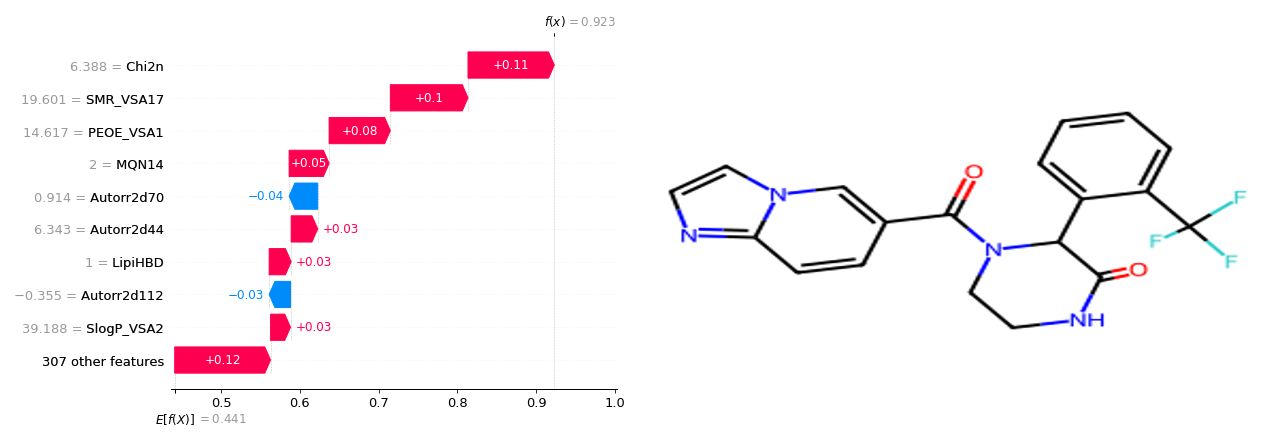 f(x) = 0.923
6.388 = Chi2n
+0.11
19.601 = SMR_VSA17
+0.1
14.617 = PEOE_VSA1
+0.08
2 = MQN14
+0.05
0.914 = Autorr2d70
−0.04
6.343 = Autorr2d44
+0.03
1 = LipiHBD
+0.03
−0.355 = Autorr2d112
−0.03
39.188 = SlogP_VSA2
+0.03
307 other features
+0.12
0.5 0.6 0.7 0.8 0.9 1.0
E[f(X)] = 0.441
O
F
N
F
N
N
F
O
NH